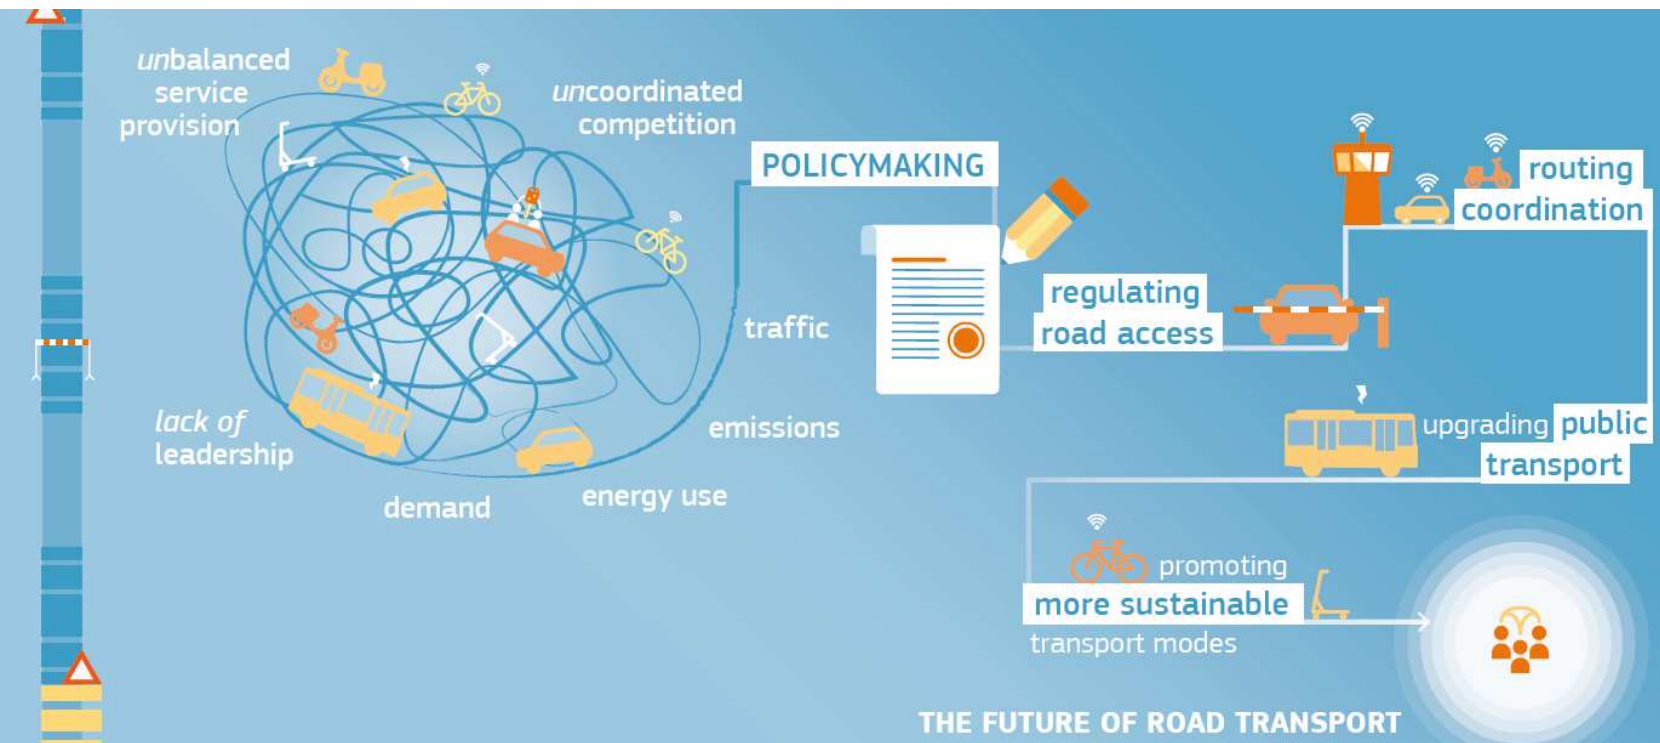 unbalanced
service
provision
uncoordinated
competition
traffic
emissions
energy use
demand
lack of
leadership
POLICYMAKING
regulating
road access
routing
coordination
upgrading public
transport
promoting
more sustainable
transport modes
THE FUTURE OF ROAD TRANSPORT